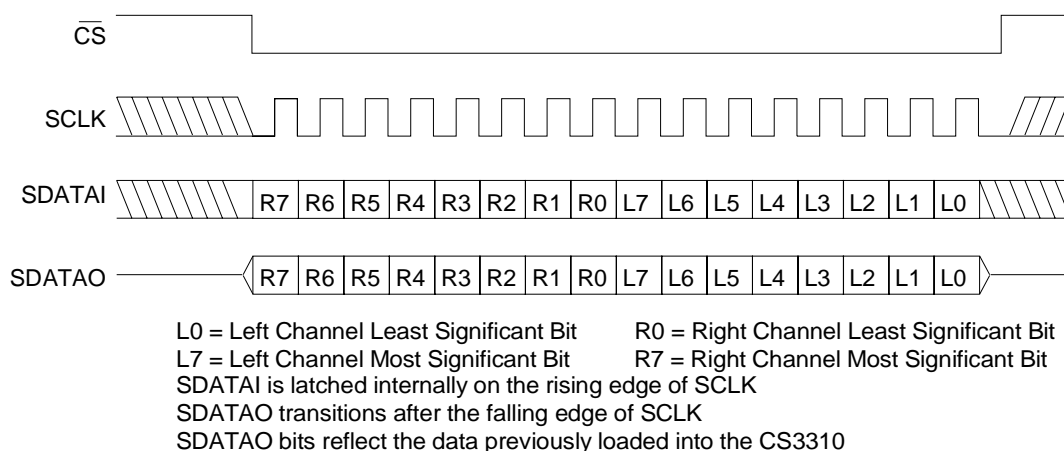 CS
SCLK
SDATAI R7 R6 R5 R4 R3 R2 R1 R0 L7 L6 L5 L4 L3 L2 L1 L0
SDATAO R7 R6 R5 R4 R3 R2 R1 R0 L7 L6 L5 L4 L3 L2 L1 L0
L0 = Left Channel Least Significant Bit R0 = Right Channel Least Significant Bit
L7 = Left Channel Most Significant Bit R7 = Right Channel Most Significant Bit
SDATAI is latched internally on the rising edge of SCLK
SDATAO transitions after the falling edge of SCLK
SDATAO bits reflect the data previously loaded into the CS3310